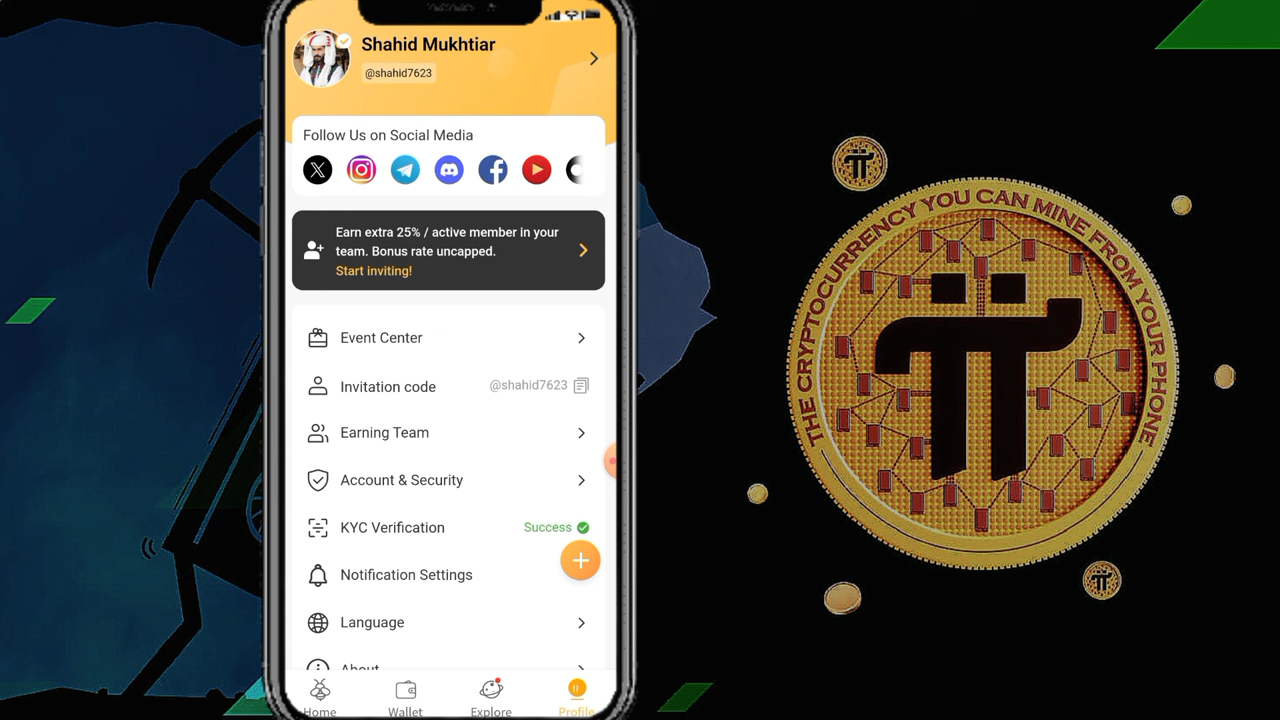 Shahid Mukhtiar
@shahid7623
Follow Us on Social Media
Earn extra 25% / active member in your
team. Bonus rate uncapped.
Start inviting!
Event Center
Invitation code @shahid7623
Earning Team
Account & Security
KYC Verification Success
Notification Settings
Language
About
Home Wallet Explore Profile
THE CRYPTOCURRENCY YOU CAN MINE FROM YOUR PHONE